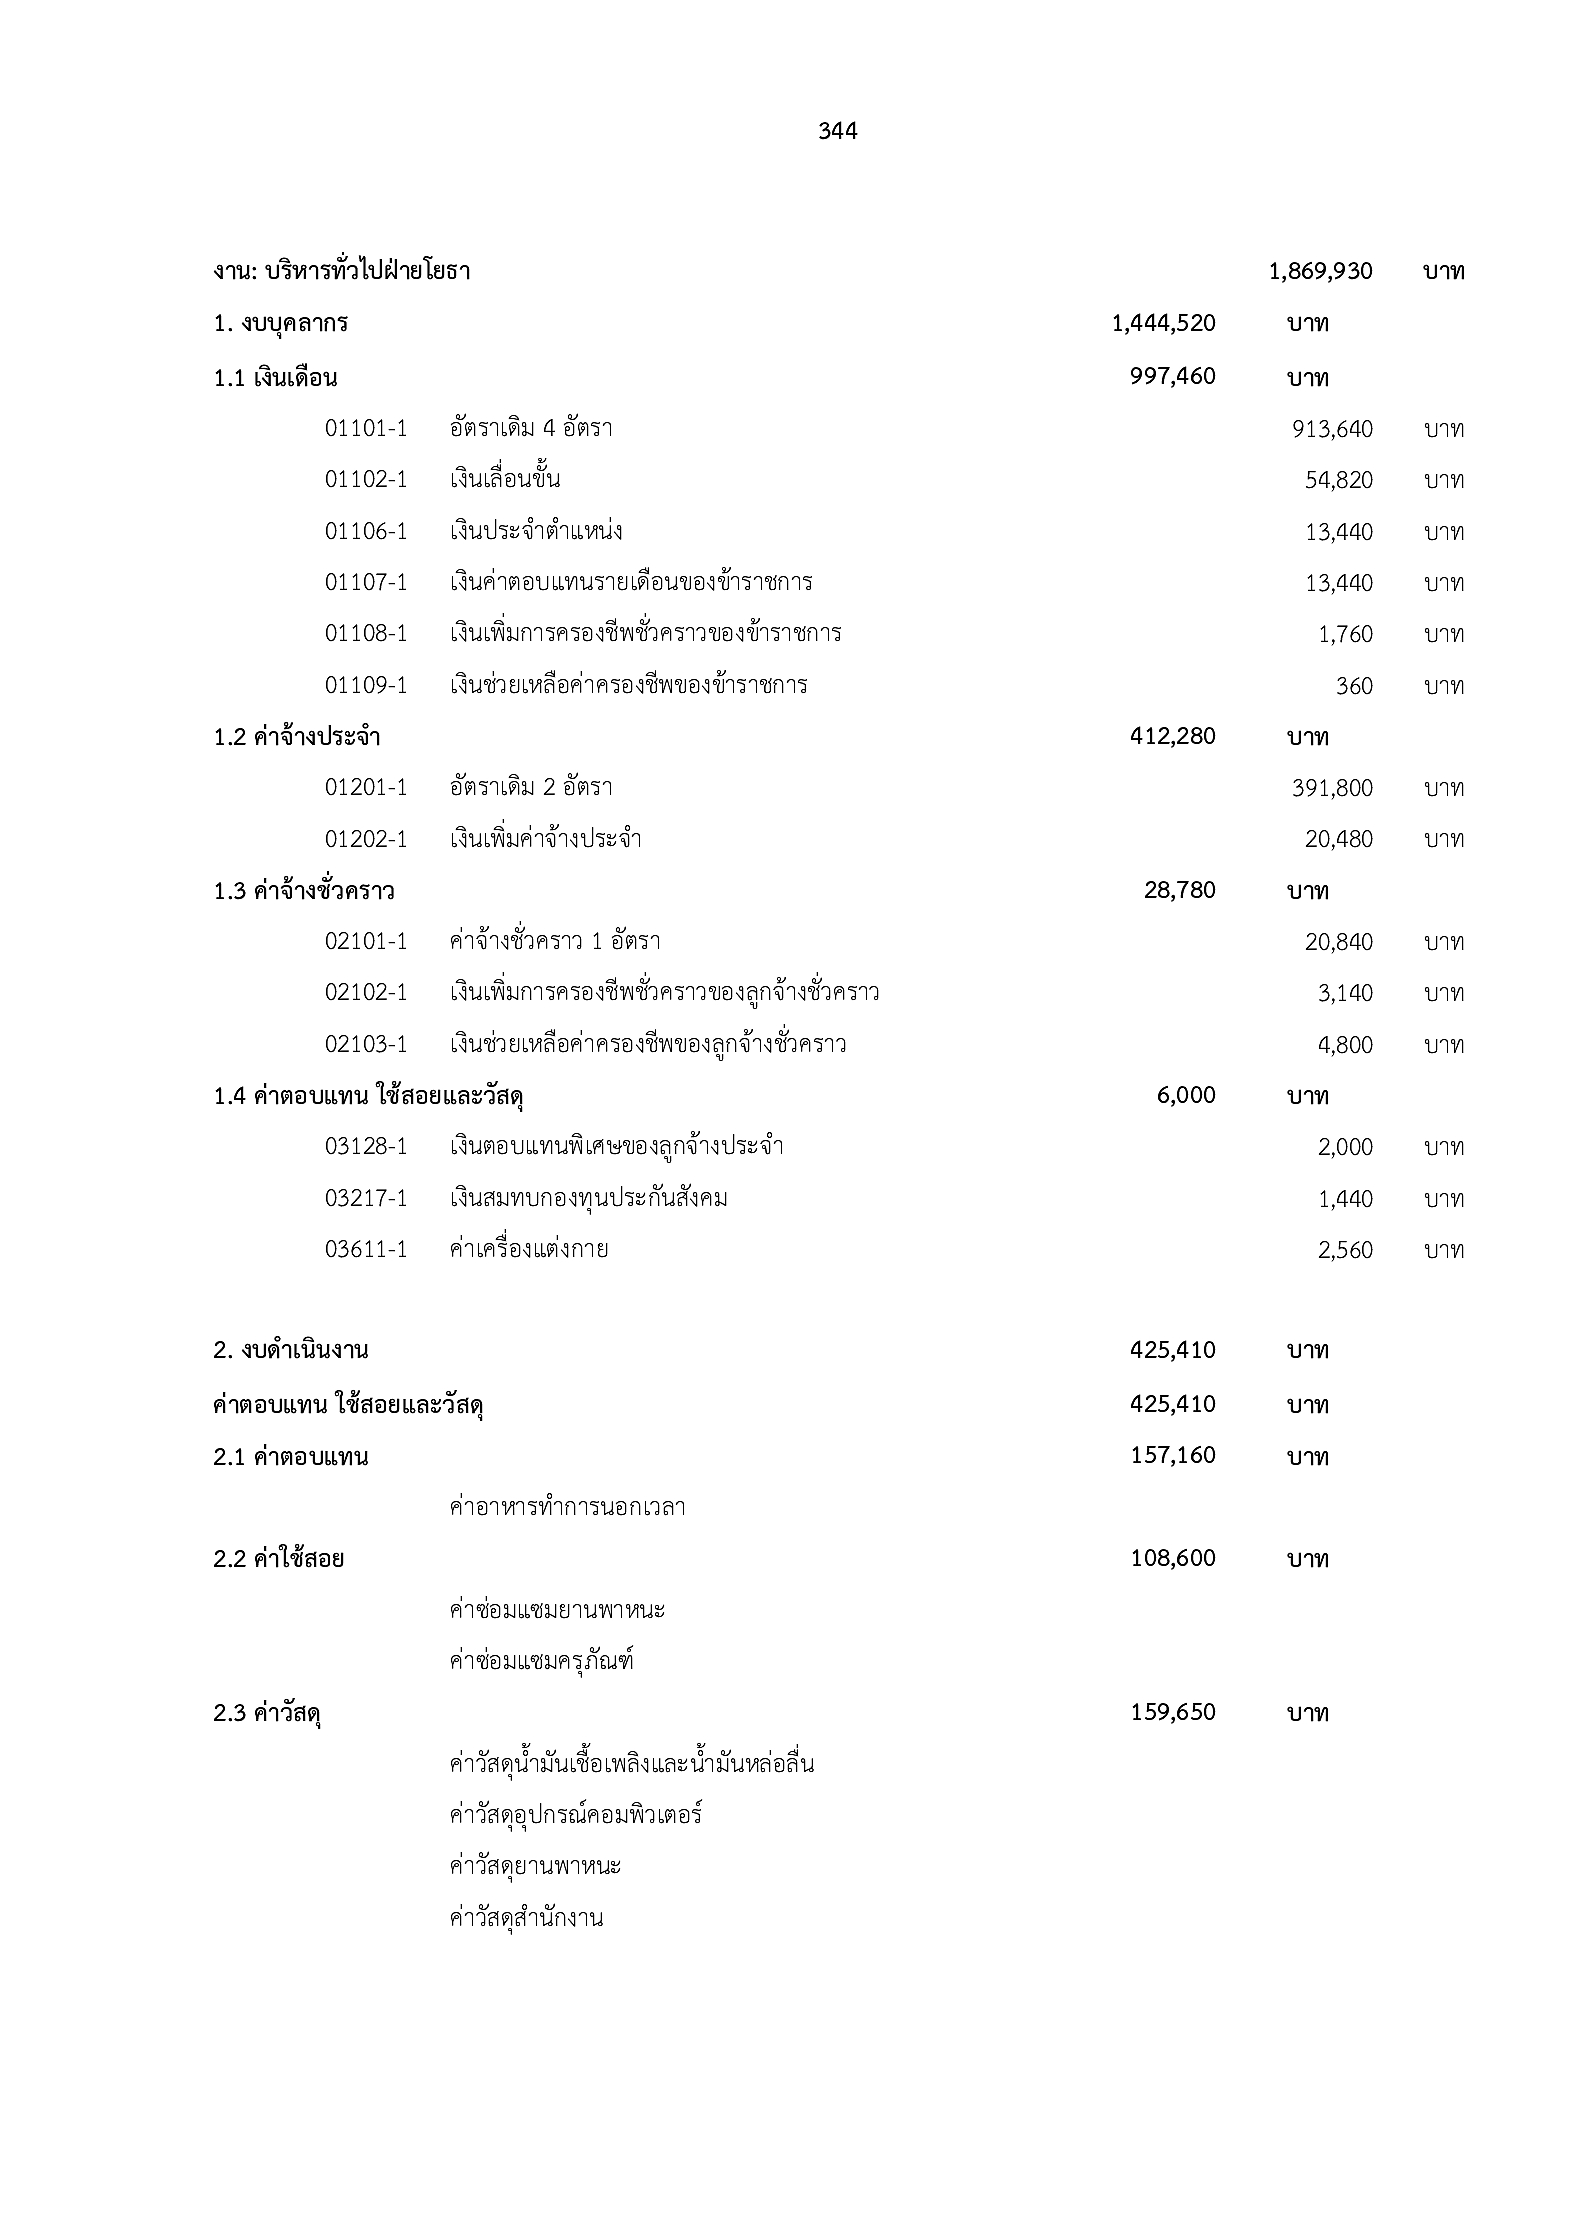 344
งาน: บริหารทั่วไปฝ่ายโยธา 1,869,930 บาท
1. งบบุคลากร 1,444,520 บาท
1.1 เงินเดือน 997,460 บาท
01101-1 อัตราเดิม 4 อัตรา 913,640 บาท
01102-1 เงินเลื่อนขั้น 54,820 บาท
01106-1 เงินประจำตำแหน่ง 13,440 บาท
01107-1 เงินค่าตอบแทนรายเดือนของข้าราชการ 13,440 บาท
01108-1 เงินเพิ่มการครองชีพชั่วคราวของข้าราชการ 1,760 บาท
01109-1 เงินช่วยเหลือค่าครองชีพของข้าราชการ 360 บาท
1.2 ค่าจ้างประจำ 412,280 บาท
01201-1 อัตราเดิม 2 อัตรา 391,800 บาท
01202-1 เงินเพิ่มค่าจ้างประจำ 20,480 บาท
1.3 ค่าจ้างชั่วคราว 28,780 บาท
02101-1 ค่าจ้างชั่วคราว 1 อัตรา 20,840 บาท
02102-1 เงินเพิ่มการครองชีพชั่วคราวของลูกจ้างชั่วคราว 3,140 บาท
02103-1 เงินช่วยเหลือค่าครองชีพของลูกจ้างชั่วคราว 4,800 บาท
1.4 ค่าตอบแทน ใช้สอยและวัสดุ 6,000 บาท
03128-1 เงินตอบแทนพิเศษของลูกจ้างประจำ 2,000 บาท
03217-1 เงินสมทบกองทุนประกันสังคม 1,440 บาท
03611-1 ค่าเครื่องแต่งกาย 2,560 บาท
2. งบดำเนินงาน 425,410 บาท
ค่าตอบแทน ใช้สอยและวัสดุ 425,410 บาท
2.1 ค่าตอบแทน 157,160 บาท
ค่าอาหารทำการนอกเวลา
2.2 ค่าใช้สอย 108,600 บาท
ค่าซ่อมแซมยานพาหนะ
ค่าซ่อมแซมครุภัณฑ์
2.3 ค่าวัสดุ 159,650 บาท
ค่าวัสดุน้ำมันเชื้อเพลิงและน้ำมันหล่อลื่น
ค่าวัสดุอุปกรณ์คอมพิวเตอร์
ค่าวัสดุยานพาหนะ
ค่าวัสดุสำนักงาน